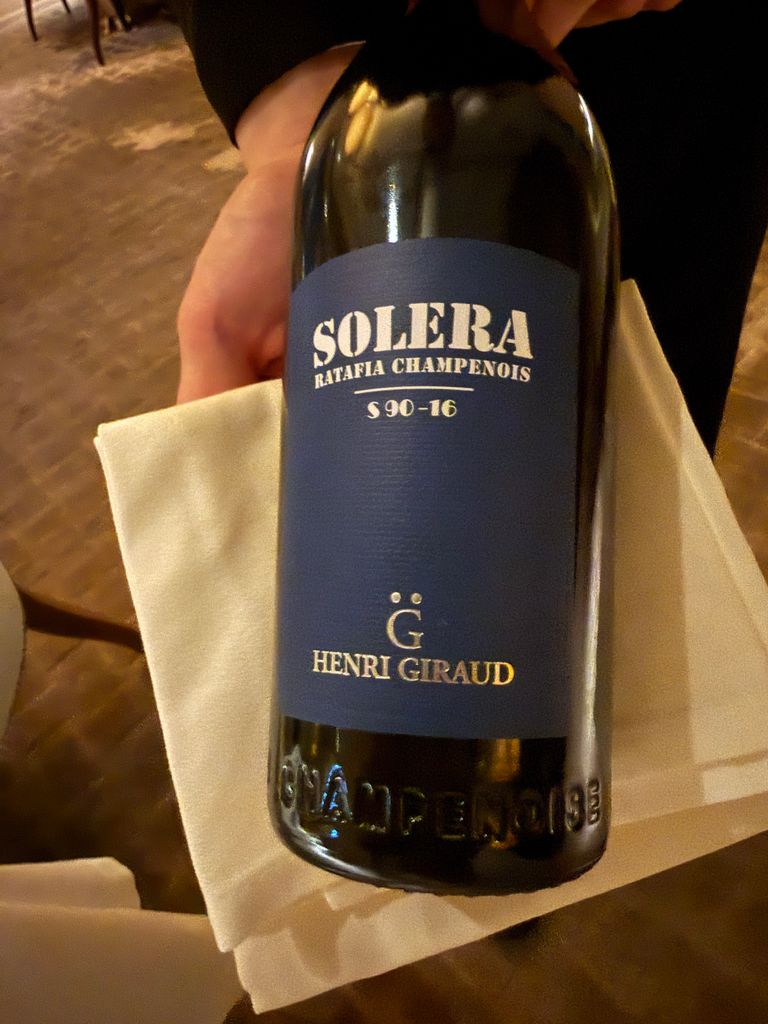 SOLERA
RATAFIA CHAMPENOIS
S 90-16
G̈
HENRI GIRAUD
CHAMPENOISE